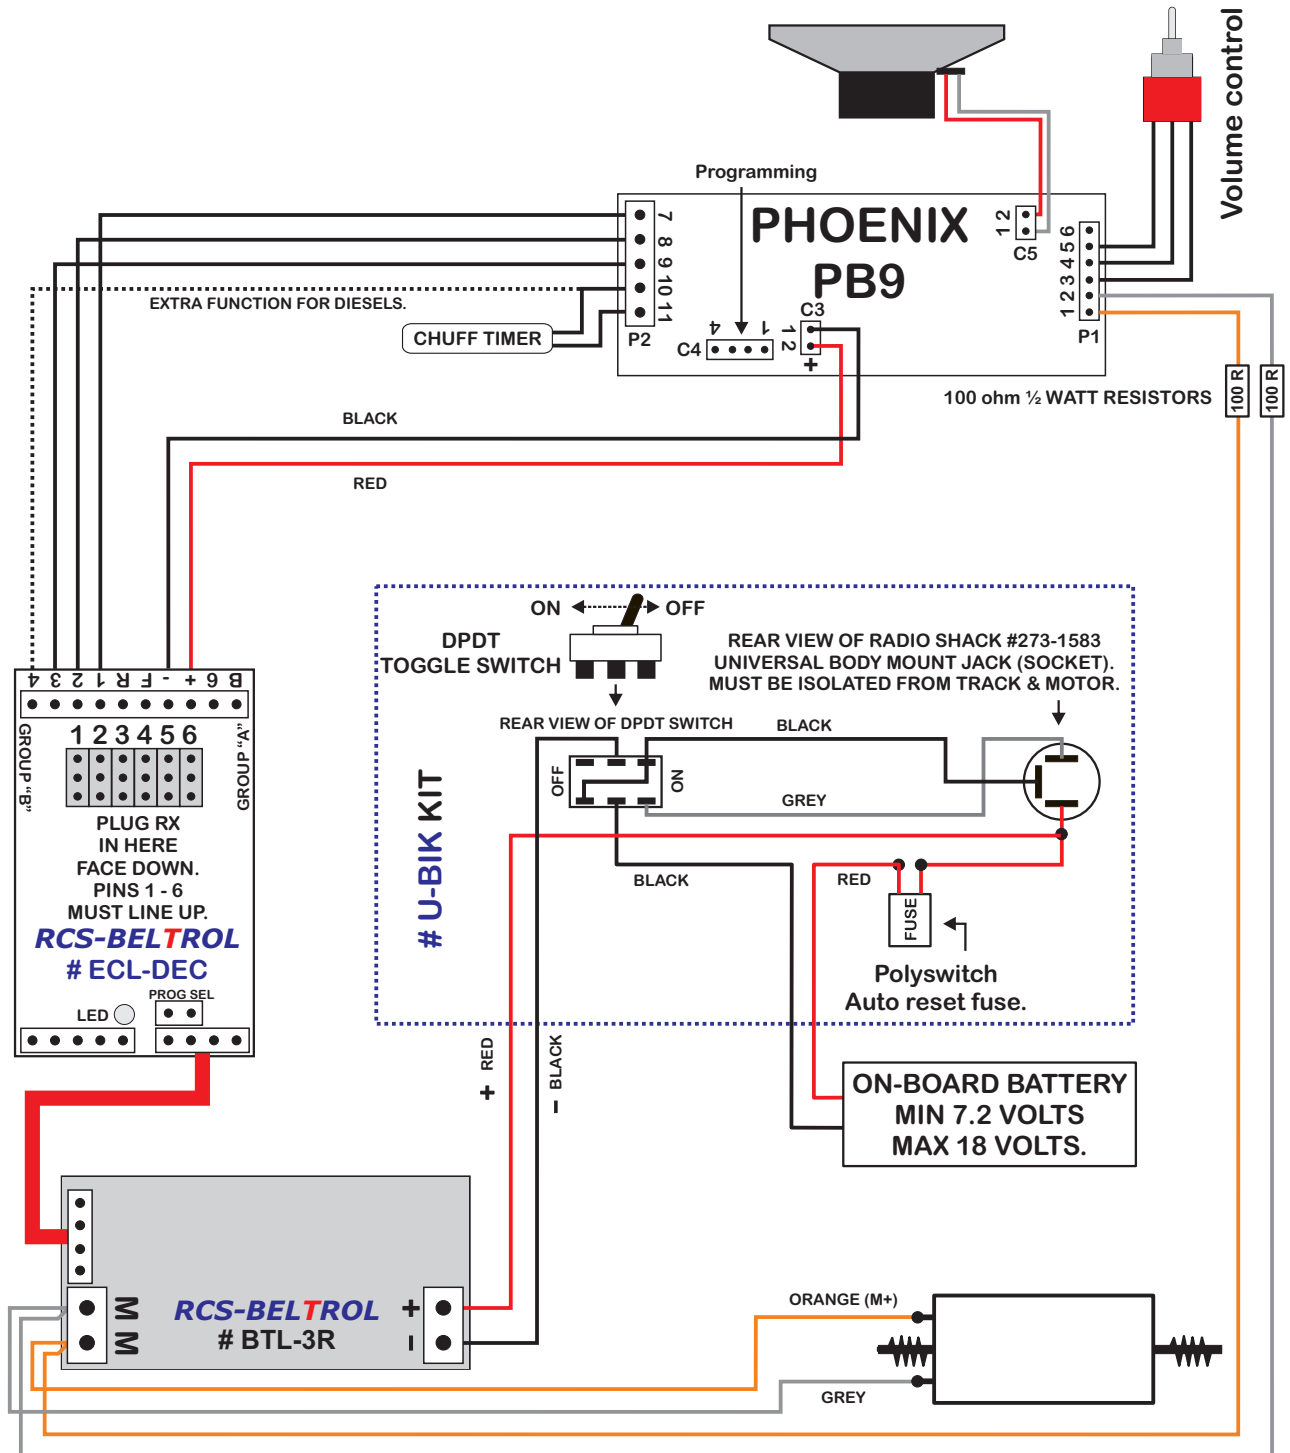 Volume control
Programming
PHOENIX
PB9
7
8
9
10
11
P2
1 2
C5
1 2 3 4 5 6
P1
C3
1 2
+
4 1
C4
EXTRA FUNCTION FOR DIESELS.
CHUFF TIMER
100 ohm ½ WATT RESISTORS
100 R
100 R
BLACK
RED
ON
OFF
DPDT
TOGGLE SWITCH
REAR VIEW OF RADIO SHACK #273-1583
UNIVERSAL BODY MOUNT JACK (SOCKET).
MUST BE ISOLATED FROM TRACK & MOTOR.
REAR VIEW OF DPDT SWITCH
BLACK
OFF
ON
GREY
# U-BIK KIT
BLACK
RED
FUSE
Polyswitch
Auto reset fuse.
4 3 2 1 R F - + 6 B
GROUP "B"
GROUP "A"
1 2 3 4 5 6
PLUG RX
IN HERE
FACE DOWN.
PINS 1 - 6
MUST LINE UP.
RCS-BELTROL
# ECL-DEC
PROG SEL
LED
+ RED
- BLACK
ON-BOARD BATTERY
MIN 7.2 VOLTS
MAX 18 VOLTS.
M
M
RCS-BELTROL
# BTL-3R
+
-
ORANGE (M+)
GREY